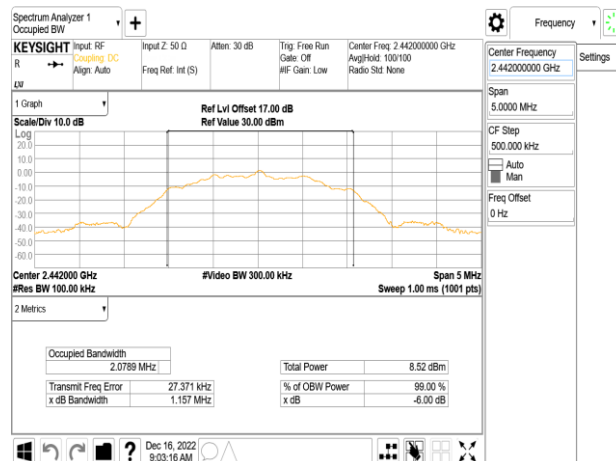 Spectrum Analyzer 1
Occupied BW
Frequency
KEYSIGHT
Input: RF
Coupling: DC
Align: Auto
Input Z: 50 Ω
Freq Ref: Int (S)
Atten: 30 dB
Trig: Free Run
Gate: Off
#IF Gain: Low
Center Freq: 2.442000000 GHz
Avg|Hold: 100/100
Radio Std: None
R
LXI
Center Frequency
2.442000000 GHz
Settings
Span
5.0000 MHz
CF Step
500.000 kHz
Auto
Man
Freq Offset
0 Hz
1 Graph
Scale/Div 10.0 dB
Ref Lvl Offset 17.00 dB
Ref Value 30.00 dBm
Log
20.0
10.0
0.00
-10.0
-20.0
-30.0
-40.0
-50.0
-60.0
Center 2.442000 GHz
#Video BW 300.00 kHz
Span 5 MHz
#Res BW 100.00 kHz
Sweep 1.00 ms (1001 pts)
2 Metrics
Occupied Bandwidth
2.0789 MHz
Total Power 8.52 dBm
Transmit Freq Error 27.371 kHz
% of OBW Power 99.00 %
x dB Bandwidth 1.157 MHz
x dB -6.00 dB
?
Dec 16, 2022
9:03:16 AM